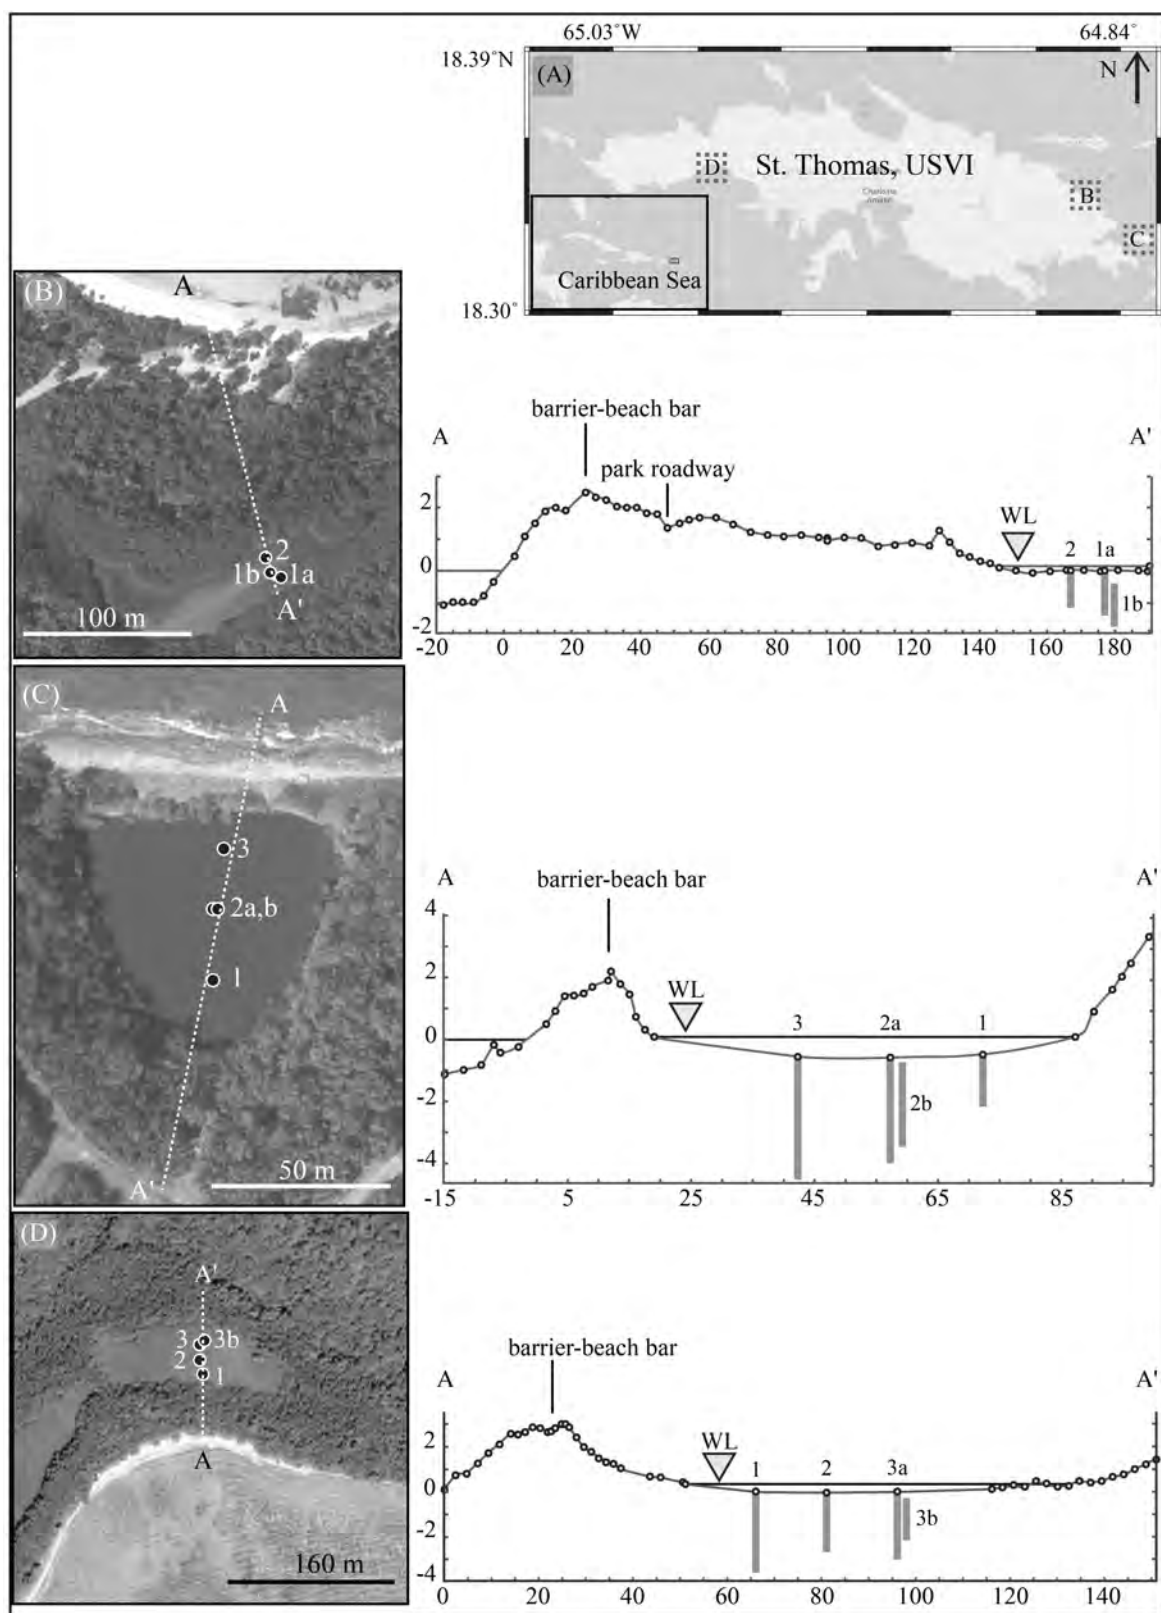 65.03°W 64.84°
18.39°N (A) N
St. Thomas, USVI
D
B
C
Caribbean Sea
18.30°
(B) A
2
1b 1a
A'
100 m
barrier-beach bar
park roadway
A A'
WL
2 1a
1b
2
0
-2
-20 0 20 40 60 80 100 120 140 160 180
(C) A
3
2a,b
1
A'
50 m
barrier-beach bar
A A'
WL
3 2a 1
2b
4
2
0
-2
-4
-15 5 25 45 65 85
(D)
A'
3 3b
2
1
A
160 m
barrier-beach bar
A A'
WL
1 2 3a
3b
2
0
-2
-4
0 20 40 60 80 100 120 140